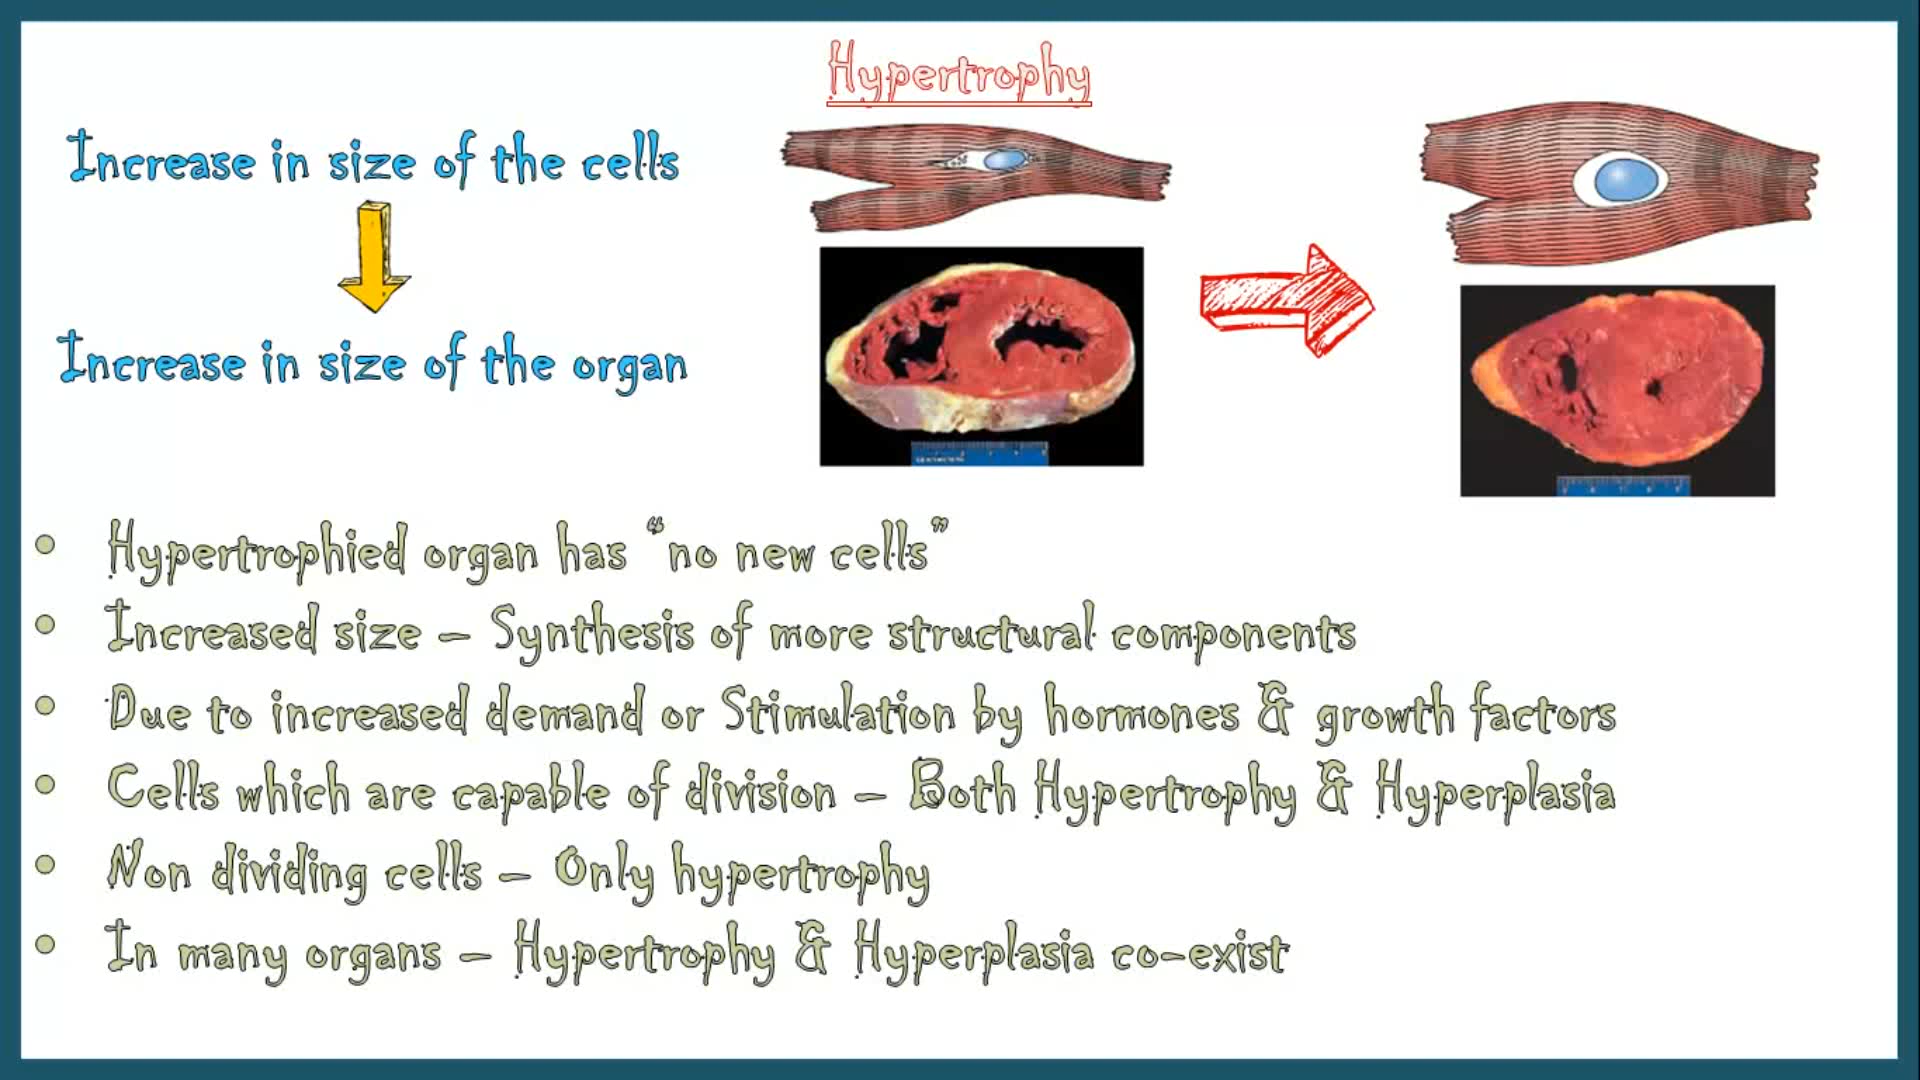 Hypertrophy
Increase in size of the cells
Increase in size of the organ
• Hypertrophied organ has “no new cells”
• Increased size – Synthesis of more structural components
• Due to increased demand or Stimulation by hormones & growth factors
• Cells which are capable of division – Both Hypertrophy & Hyperplasia
• Non dividing cells – Only hypertrophy
• In many organs – Hypertrophy & Hyperplasia co-exist